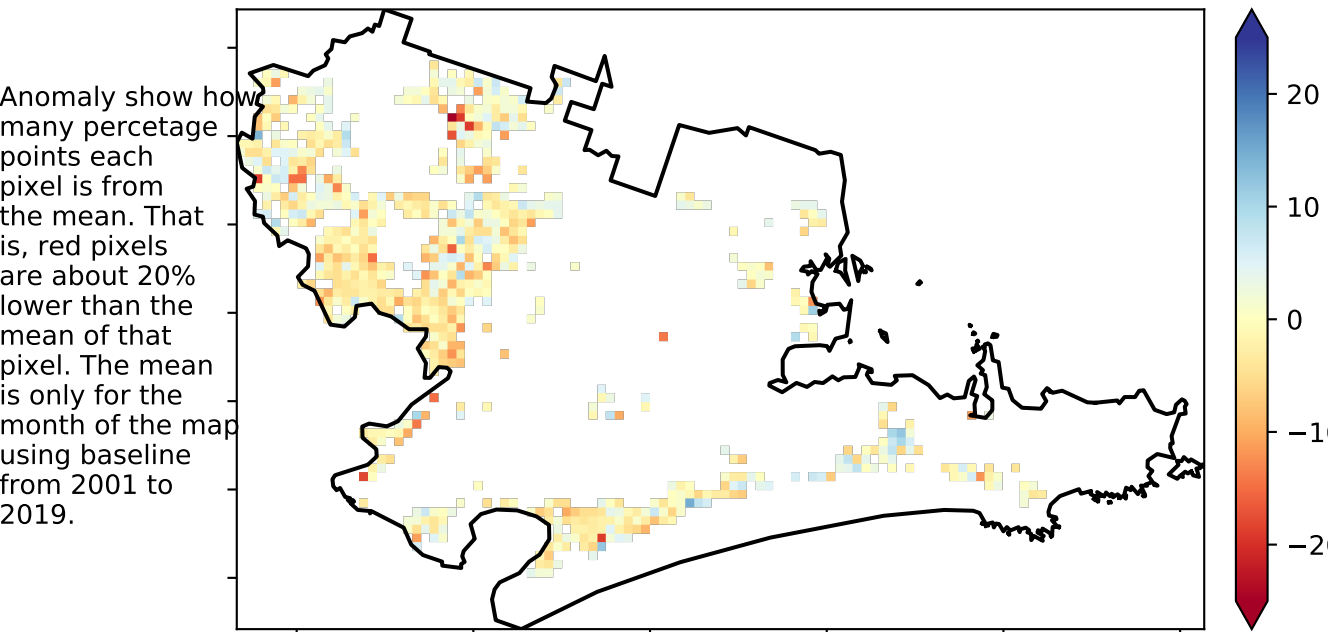 Anomaly show how
many percetage
points each
pixel is from
the mean. That
is, red pixels
are about 20%
lower than the
mean of that
pixel. The mean
is only for the
month of the map
using baseline
from 2001 to
2019.
20
10
0
−10
−20